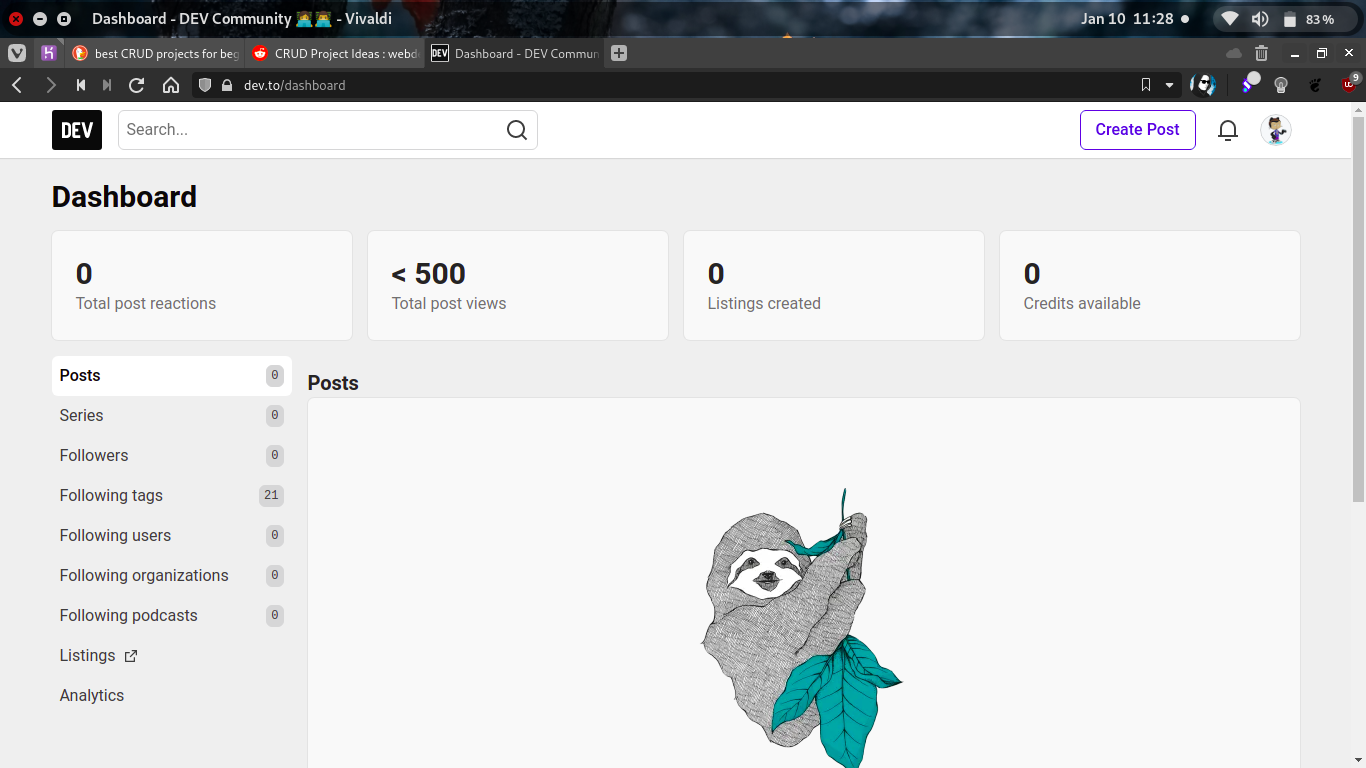 Dashboard - DEV Community 👩‍💻👨‍💻 - Vivaldi
Jan 10 11:28
83 %
best CRUD projects for beg
CRUD Project Ideas : webd
DEV
Dashboard - DEV Commun
dev.to/dashboard
9
DEV
Search...
Create Post
Dashboard
0
Total post reactions
< 500
Total post views
0
Listings created
0
Credits available
Posts 0
Series 0
Followers 0
Following tags 21
Following users 0
Following organizations 0
Following podcasts 0
Listings
Analytics
Posts